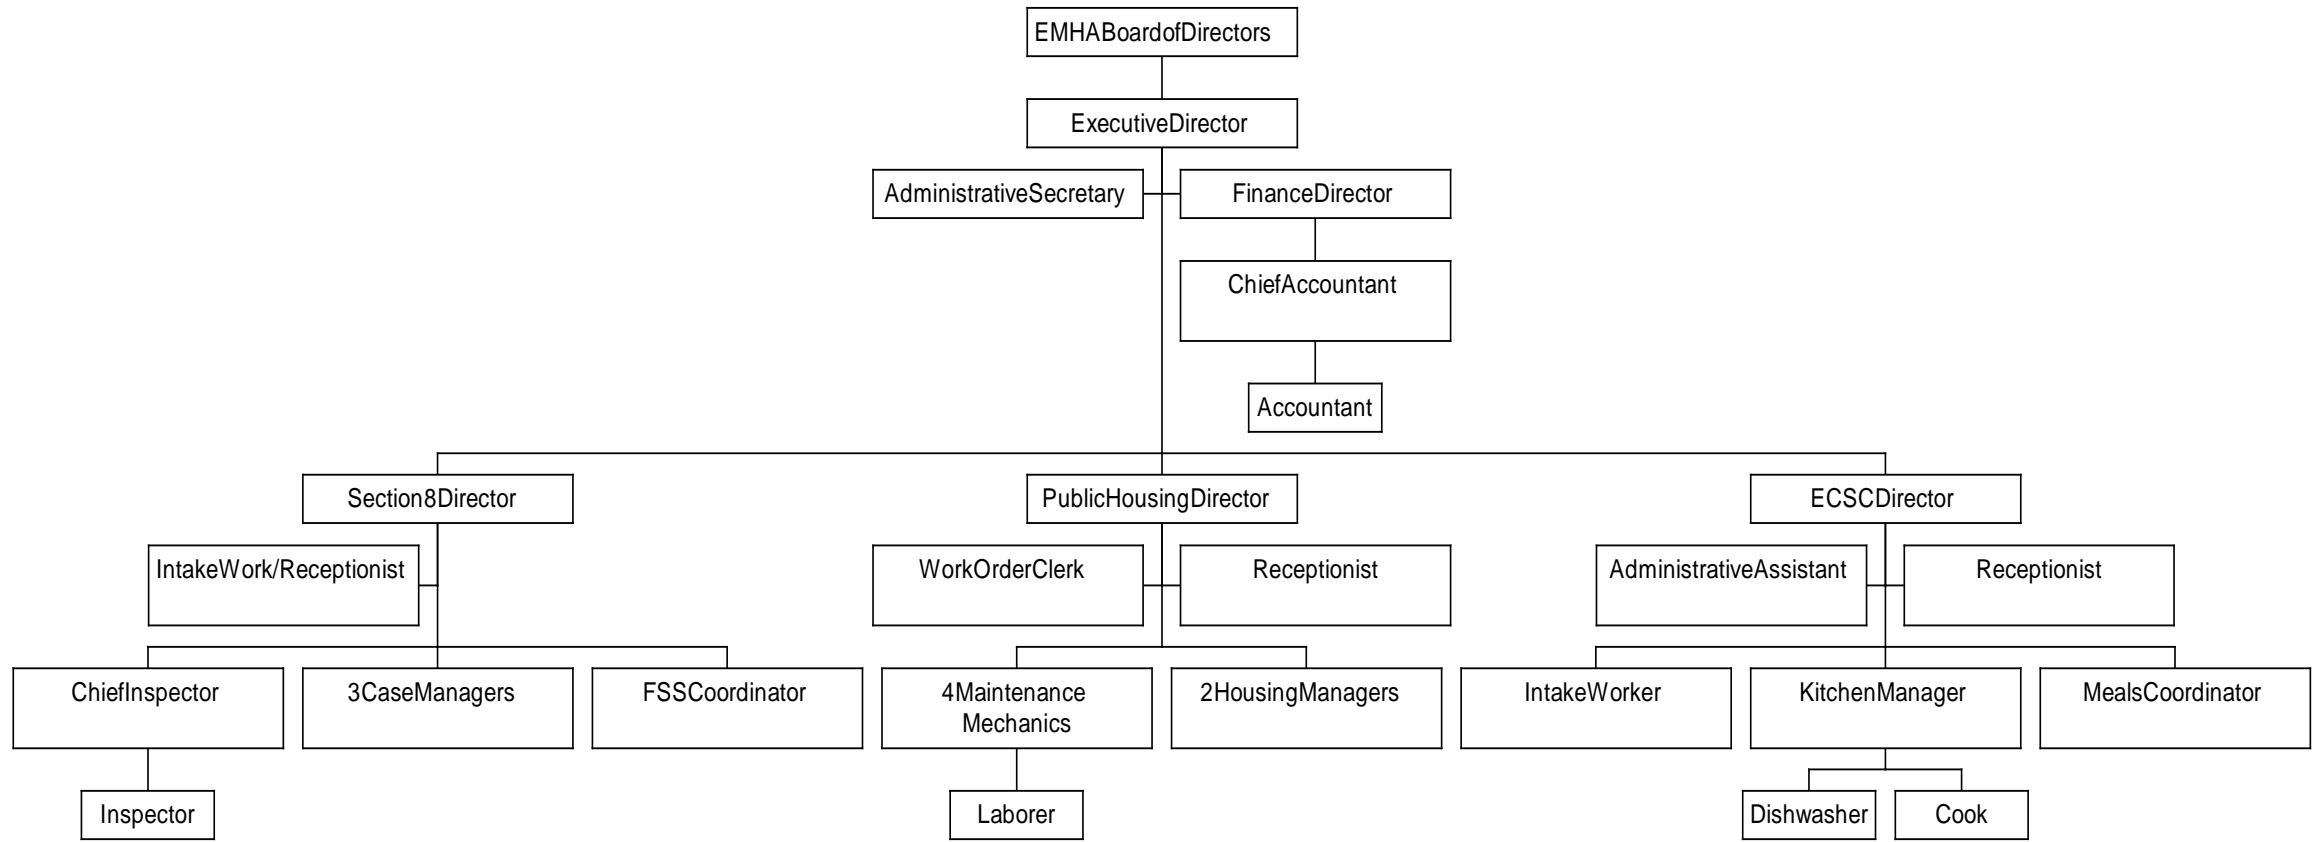 EMHABoardofDirectors
ExecutiveDirector
AdministrativeSecretary
FinanceDirector
ChiefAccountant
Accountant
Section8Director
PublicHousingDirector
ECSCDirector
IntakeWork/Receptionist
WorkOrderClerk
Receptionist
AdministrativeAssistant
Receptionist
ChiefInspector
3CaseManagers
FSSCoordinator
4Maintenance
Mechanics
2HousingManagers
IntakeWorker
KitchenManager
MealsCoordinator
Inspector
Laborer
Dishwasher
Cook